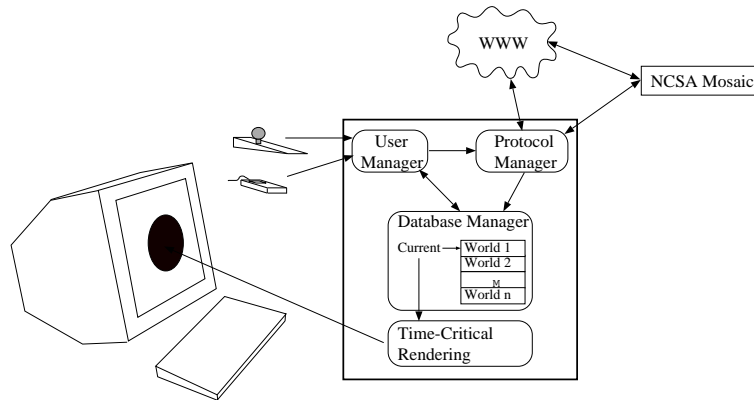 WWW
NCSA Mosaic
User
Manager
Protocol
Manager
Database Manager
Current
World 1
World 2
M
World n
Time-Critical
Rendering